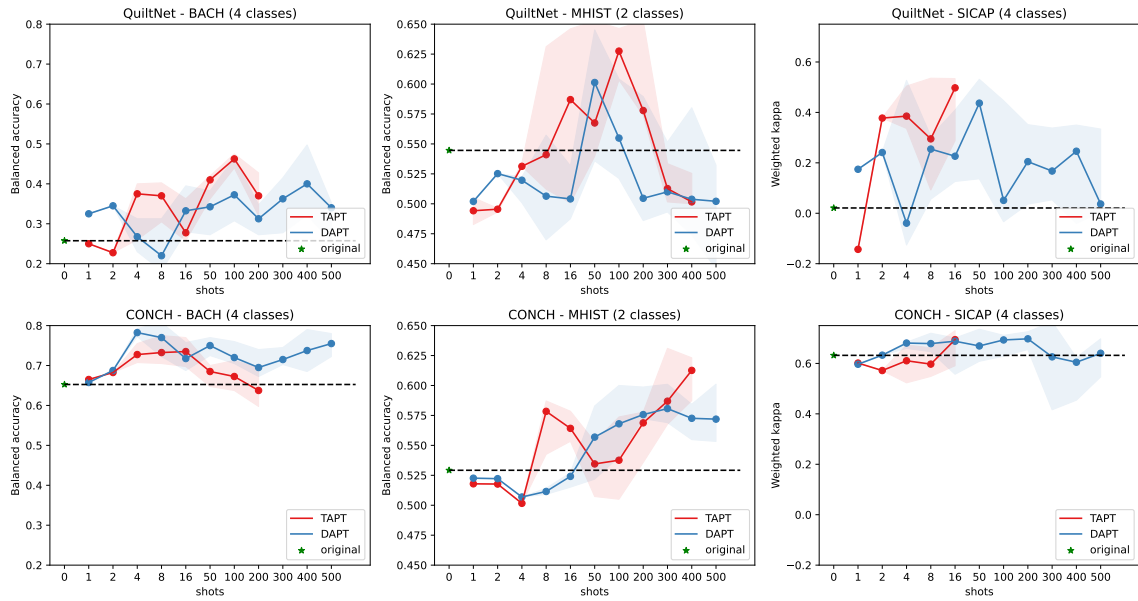 QuiltNet - BACH (4 classes)
Balanced accuracy
0.8
0.7
0.6
0.5
0.4
0.3
0.2
0 1 2 4 8 16 50 100 200 300 400 500
shots
TAPT
DAPT
original
QuiltNet - MHIST (2 classes)
Balanced accuracy
0.650
0.625
0.600
0.575
0.550
0.525
0.500
0.475
0.450
0 1 2 4 8 16 50 100 200 300 400 500
shots
TAPT
DAPT
original
QuiltNet - SICAP (4 classes)
Weighted kappa
0.6
0.4
0.2
0.0
−0.2
0 1 2 4 8 16 50 100 200 300 400 500
shots
TAPT
DAPT
original
CONCH - BACH (4 classes)
Balanced accuracy
0.8
0.7
0.6
0.5
0.4
0.3
0.2
0 1 2 4 8 16 50 100 200 300 400 500
shots
TAPT
DAPT
original
CONCH - MHIST (2 classes)
Balanced accuracy
0.650
0.625
0.600
0.575
0.550
0.525
0.500
0.475
0.450
0 1 2 4 8 16 50 100 200 300 400 500
shots
TAPT
DAPT
original
CONCH - SICAP (4 classes)
Weighted kappa
0.6
0.4
0.2
0.0
−0.2
0 1 2 4 8 16 50 100 200 300 400 500
shots
TAPT
DAPT
original